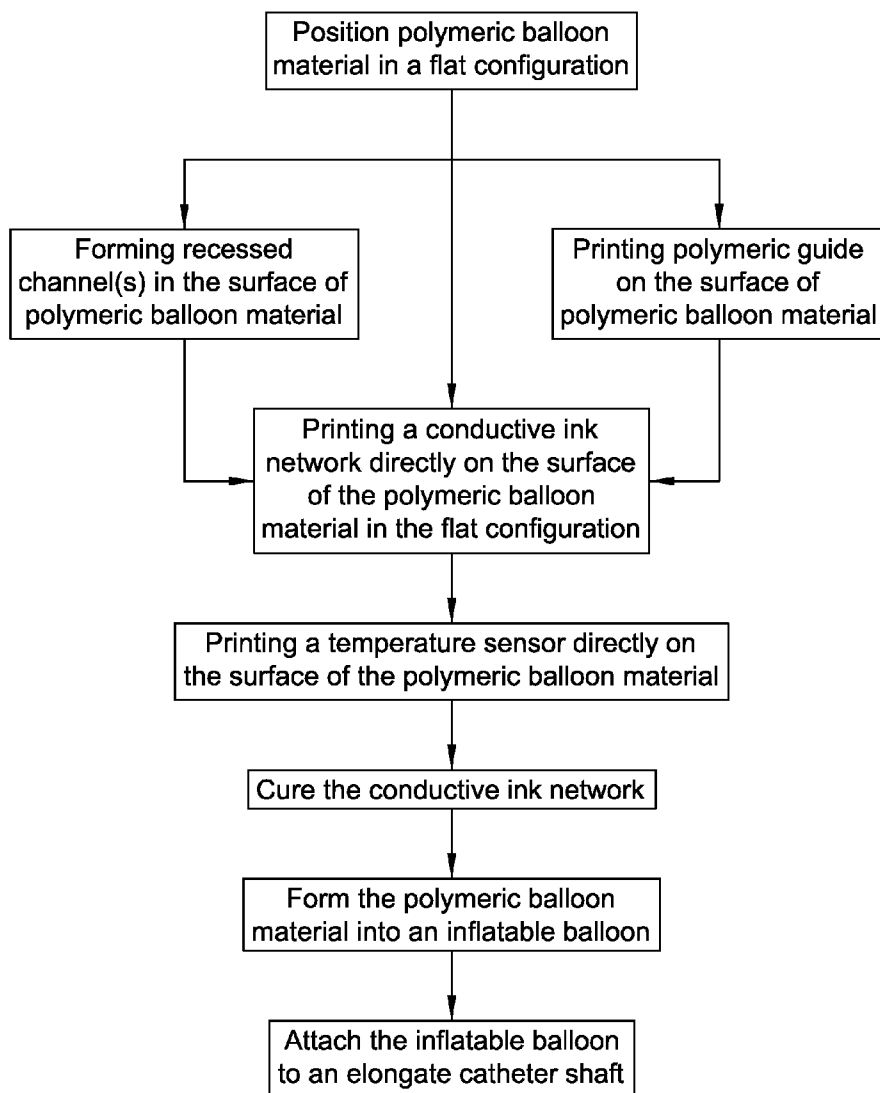 Position polymeric balloon
material in a flat configuration
Forming recessed
channel(s) in the surface of
polymeric balloon material
Printing polymeric guide
on the surface of
polymeric balloon material
Printing a conductive ink
network directly on the surface
of the polymeric balloon
material in the flat configuration
Printing a temperature sensor directly on
the surface of the polymeric balloon material
Cure the conductive ink network
Form the polymeric balloon
material into an inflatable balloon
Attach the inflatable balloon
to an elongate catheter shaft